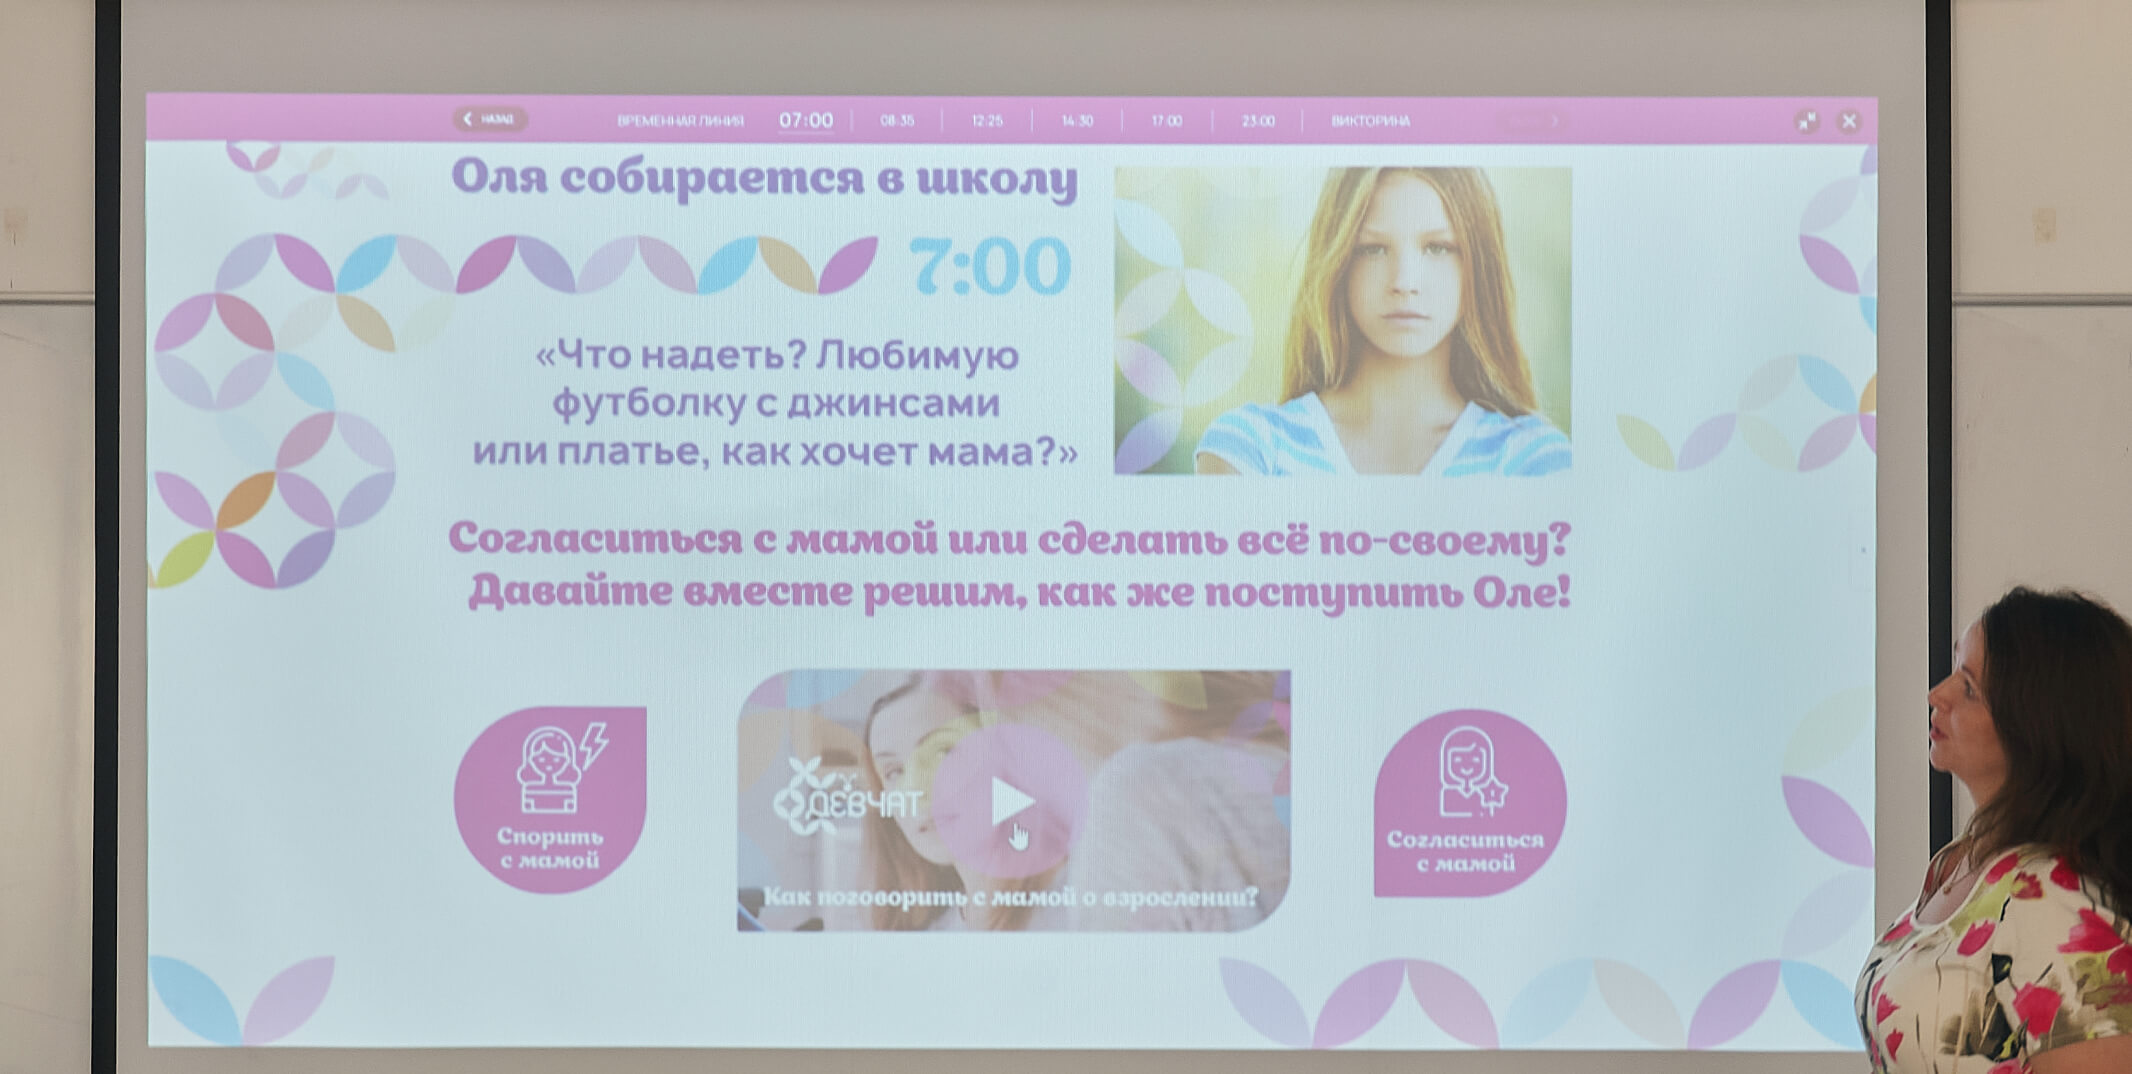 НАЗАД
ВРЕМЕННАЯ ЛИНИЯ 07:00 08:35 12:25 14:30 17:00 23:00 ВИКТОРИНА
Оля собирается в школу
7:00
«Что надеть? Любимую
футболку с джинсами
или платье, как хочет мама?»
Согласиться с мамой или сделать всё по-своему?
Давайте вместе решим, как же поступить Оле!
Спорить
с мамой
ДЕВЧАТ
Как поговорить с мамой о взрослении?
Согласиться
с мамой